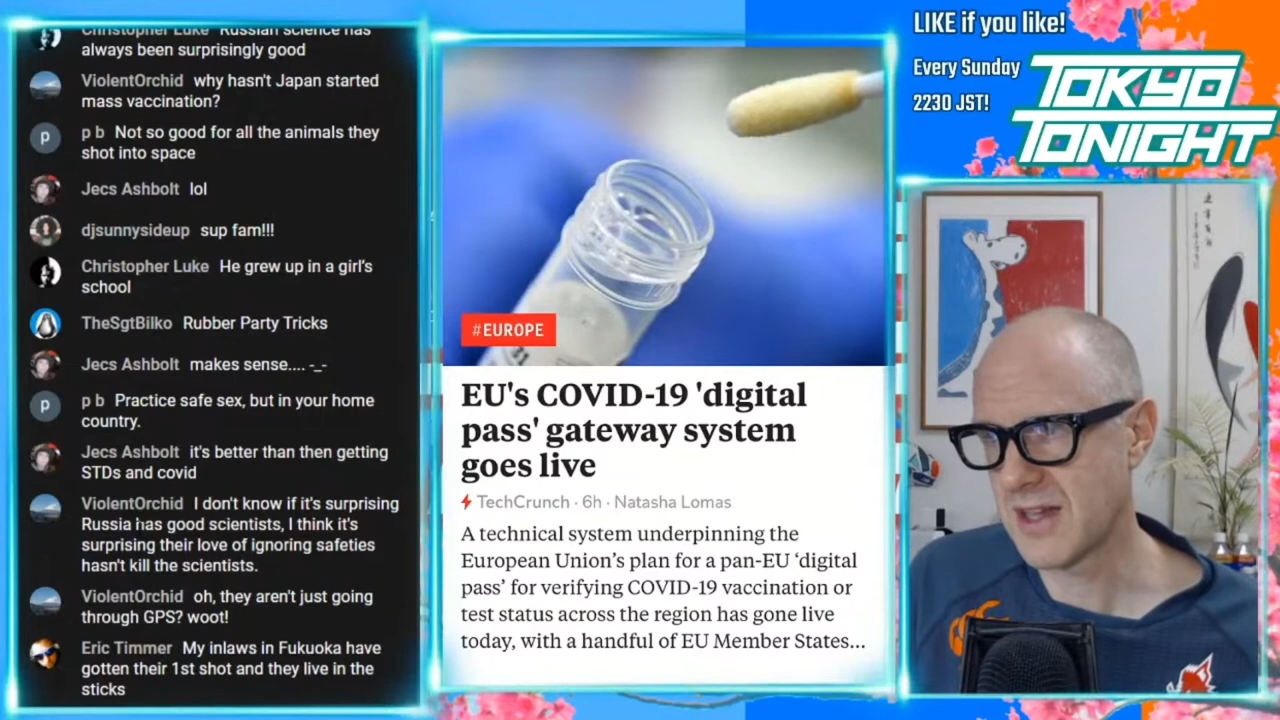 Christopher Luke Russian science has
always been surprisingly good
ViolentOrchid why hasn't Japan started
mass vaccination?
p b Not so good for all the animals they
shot into space
Jecs Ashbolt lol
djsunnysideup sup fam!!!
Christopher Luke He grew up in a girl's
school
TheSgtBilko Rubber Party Tricks
Jecs Ashbolt makes sense.... -_-
p b Practice safe sex, but in your home
country.
Jecs Ashbolt it's better than then getting
STDs and covid
ViolentOrchid I don't know if it's surprising
Russia has good scientists, I think it's
surprising their love of ignoring safeties
hasn't kill the scientists.
ViolentOrchid oh, they aren't just going
through GPS? woot!
Eric Timmer My inlaws in Fukuoka have
gotten their 1st shot and they live in the
sticks
P
P
#EUROPE
EU's COVID-19 'digital
pass' gateway system
goes live
TechCrunch · 6h · Natasha Lomas
A technical system underpinning the
European Union's plan for a pan-EU 'digital
pass' for verifying COVID-19 vaccination or
test status across the region has gone live
today, with a handful of EU Member States...
LIKE if you like!
Every Sunday
2230 JST!
TOKYO
TONIGHT